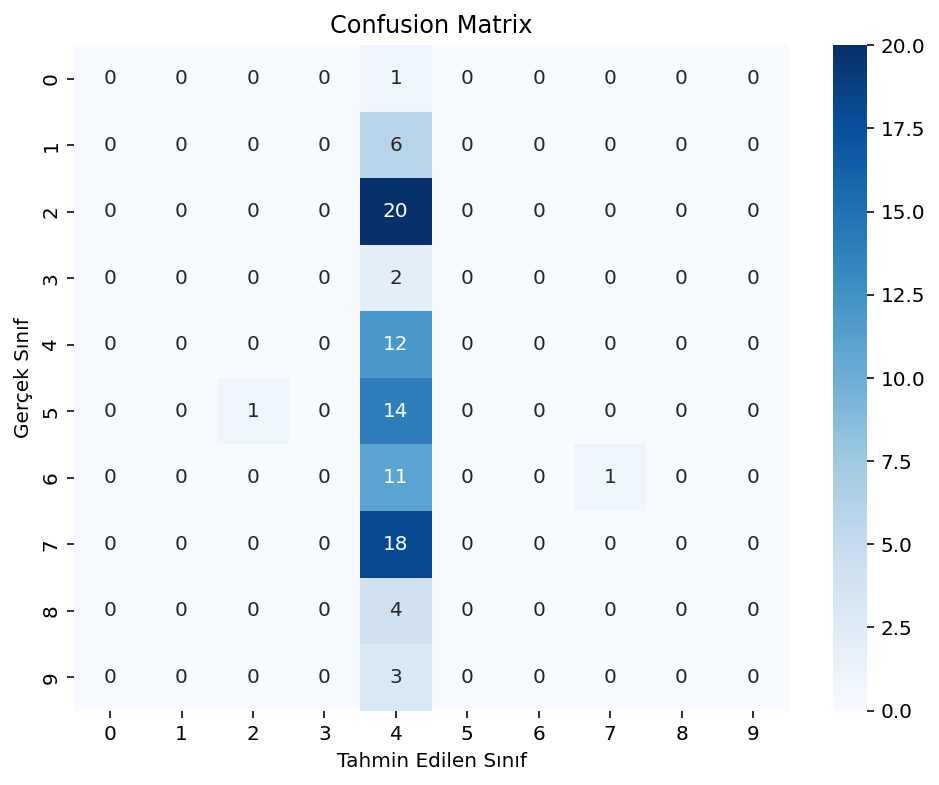 Confusion Matrix
0 0 0 0 0 1 0 0 0 0 0
1 0 0 0 0 6 0 0 0 0 0
2 0 0 0 0 20 0 0 0 0 0
3 0 0 0 0 2 0 0 0 0 0
4 0 0 0 0 12 0 0 0 0 0
5 0 0 1 0 14 0 0 0 0 0
6 0 0 0 0 11 0 0 1 0 0
7 0 0 0 0 18 0 0 0 0 0
8 0 0 0 0 4 0 0 0 0 0
9 0 0 0 0 3 0 0 0 0 0
Gerçek Sınıf
0 1 2 3 4 5 6 7 8 9
Tahmin Edilen Sınıf
20.0
17.5
15.0
12.5
10.0
7.5
5.0
2.5
0.0